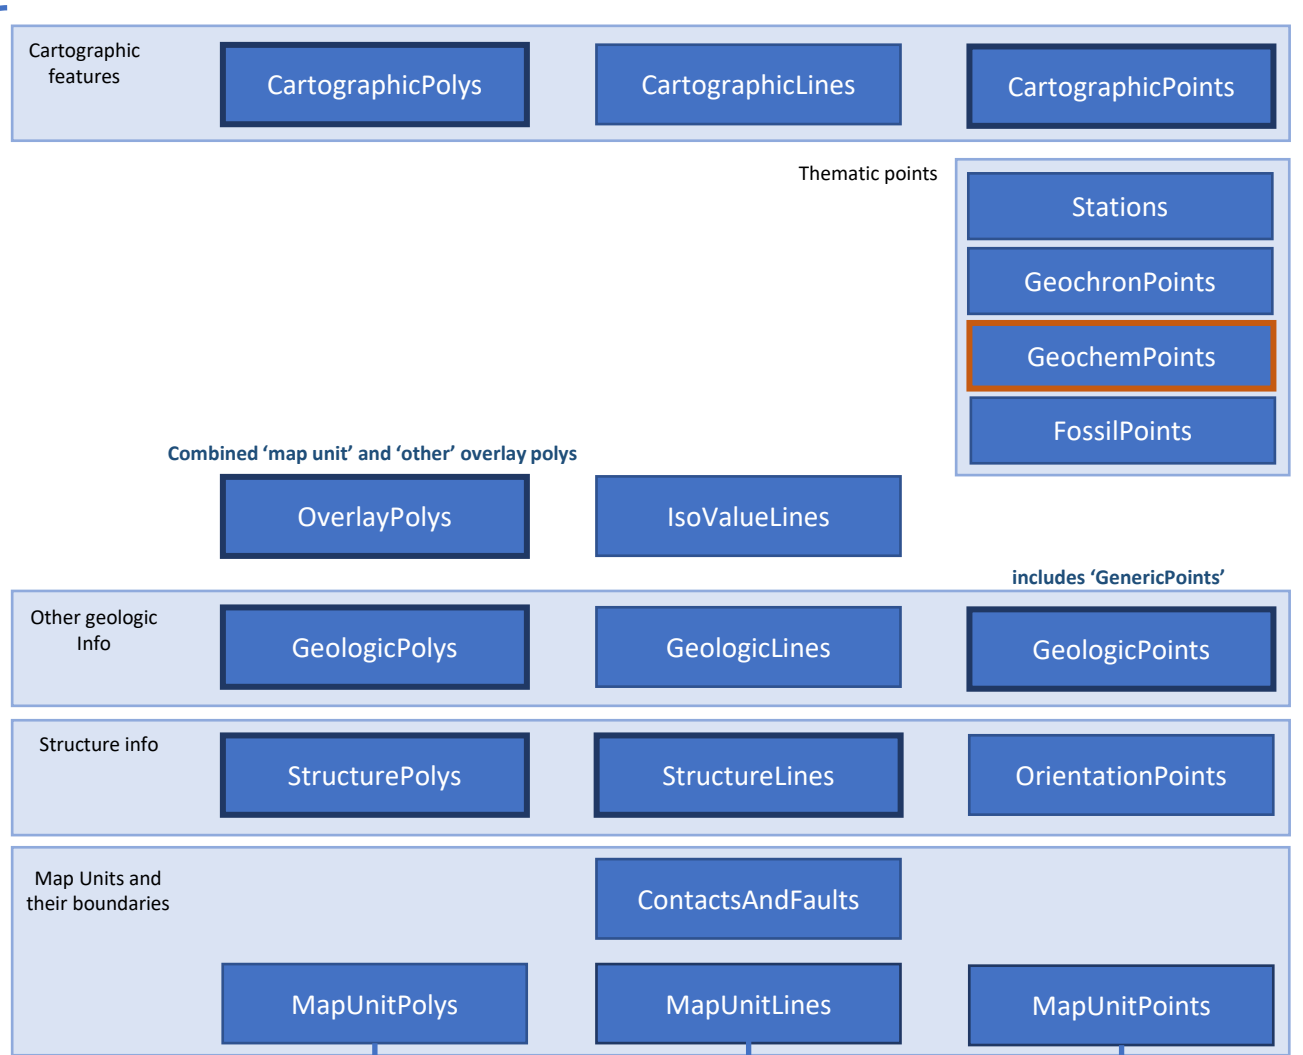 Cartographic
features
CartographicPolys
CartographicLines
CartographicPoints
Thematic points
Stations
GeochronPoints
GeochemPoints
FossilPoints
Combined ‘map unit’ and ‘other’ overlay polys
OverlayPolys
IsoValueLines
includes ‘GenericPoints’
Other geologic
Info
GeologicPolys
GeologicLines
GeologicPoints
Structure info
StructurePolys
StructureLines
OrientationPoints
Map Units and
their boundaries
ContactsAndFaults
MapUnitPolys
MapUnitLines
MapUnitPoints